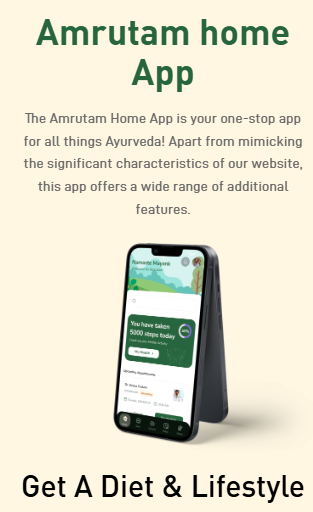 Amrutam home
App
The Amrutam Home App is your one-stop app
for all things Ayurveda! Apart from mimicking
the significant characteristics of our website,
this app offers a wide range of additional
features.
Namaste Mayank
You have taken
5000 steps today
Get A Diet & Lifestyle